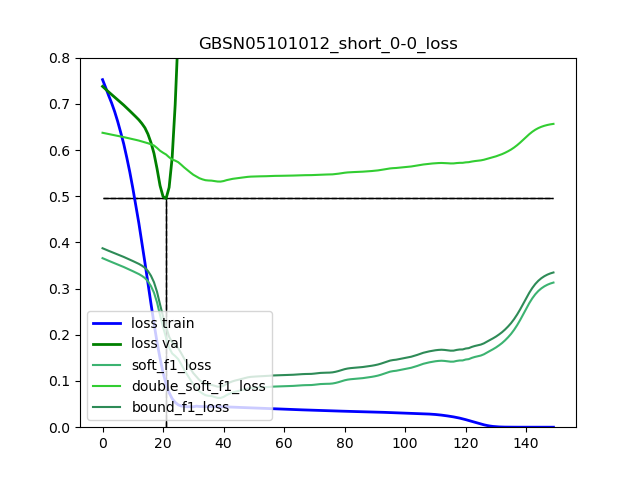 GBSN05101012_short_0-0_loss
0.8
0.7
0.6
0.5
0.4
0.3
0.2
0.1
0.0
loss train
loss val
soft_f1_loss
double_soft_f1_loss
bound_f1_loss
0 20 40 60 80 100 120 140